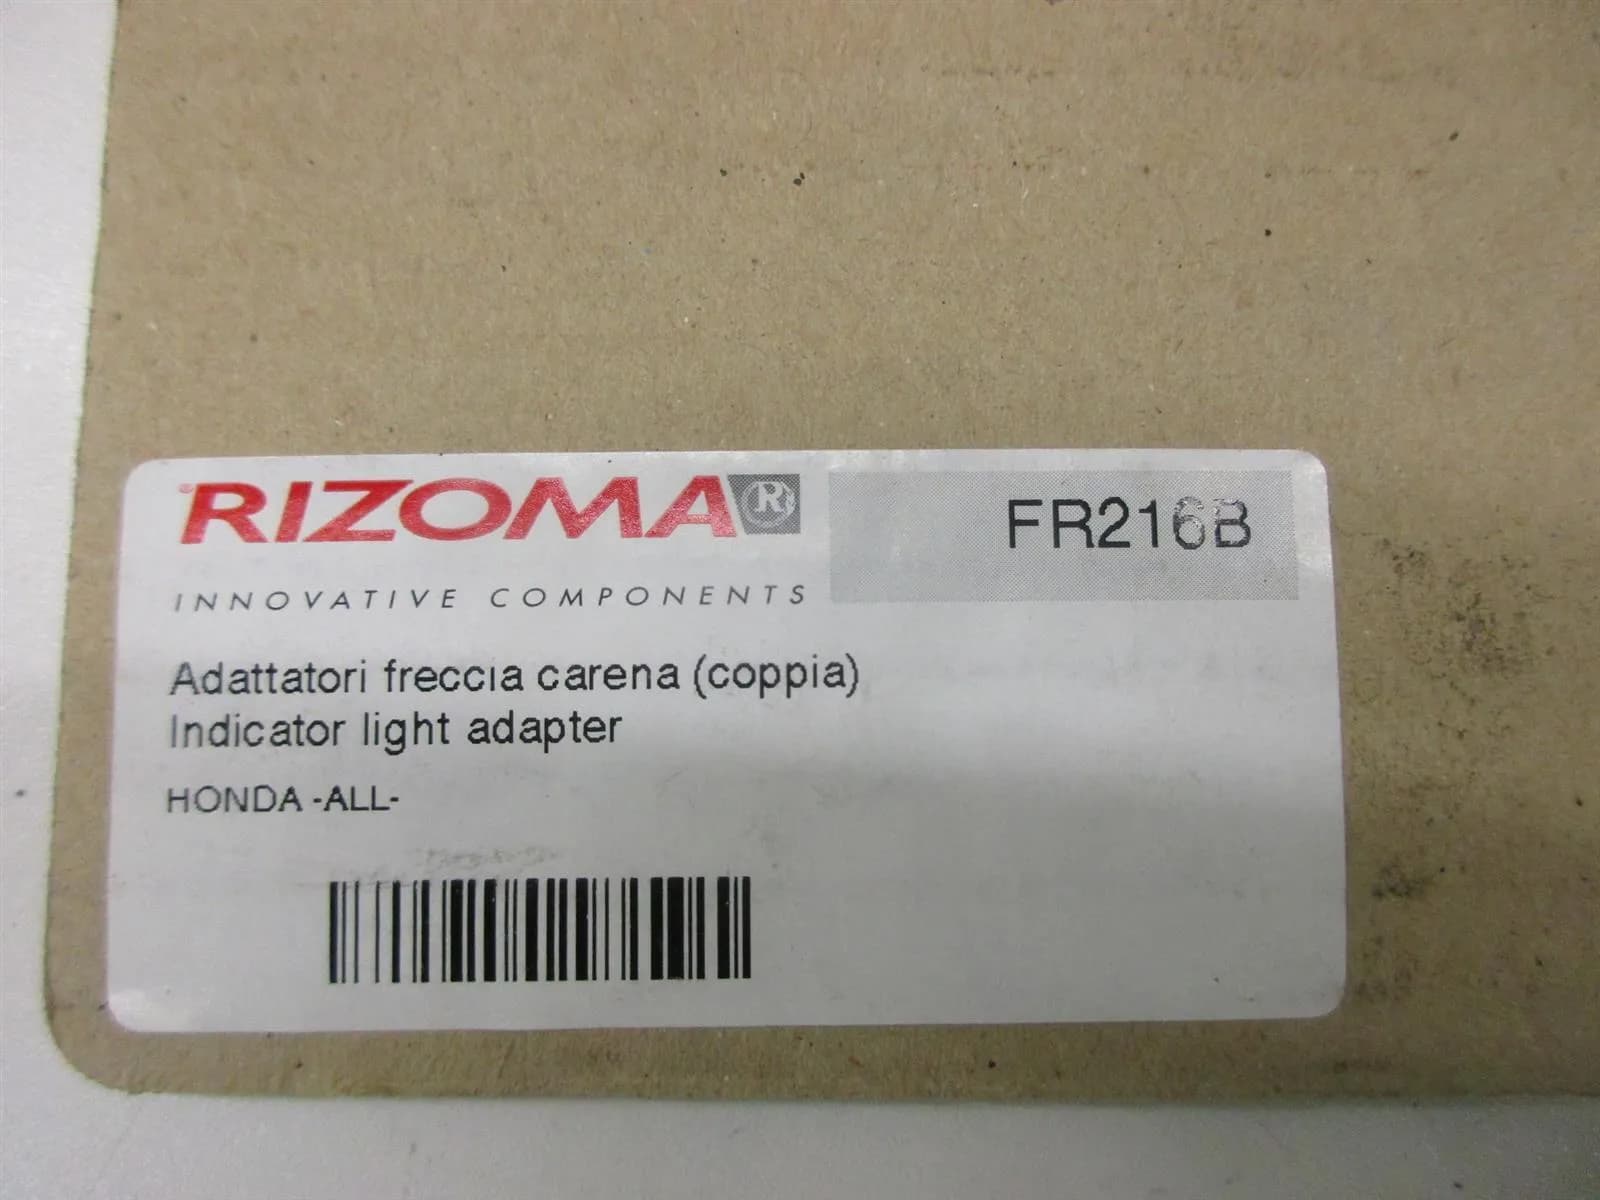 RIZOMA
FR216B
INNOVATIVE COMPONENTS
Adattatori freccia carena (coppia)
Indicator light adapter
HONDA -ALL-